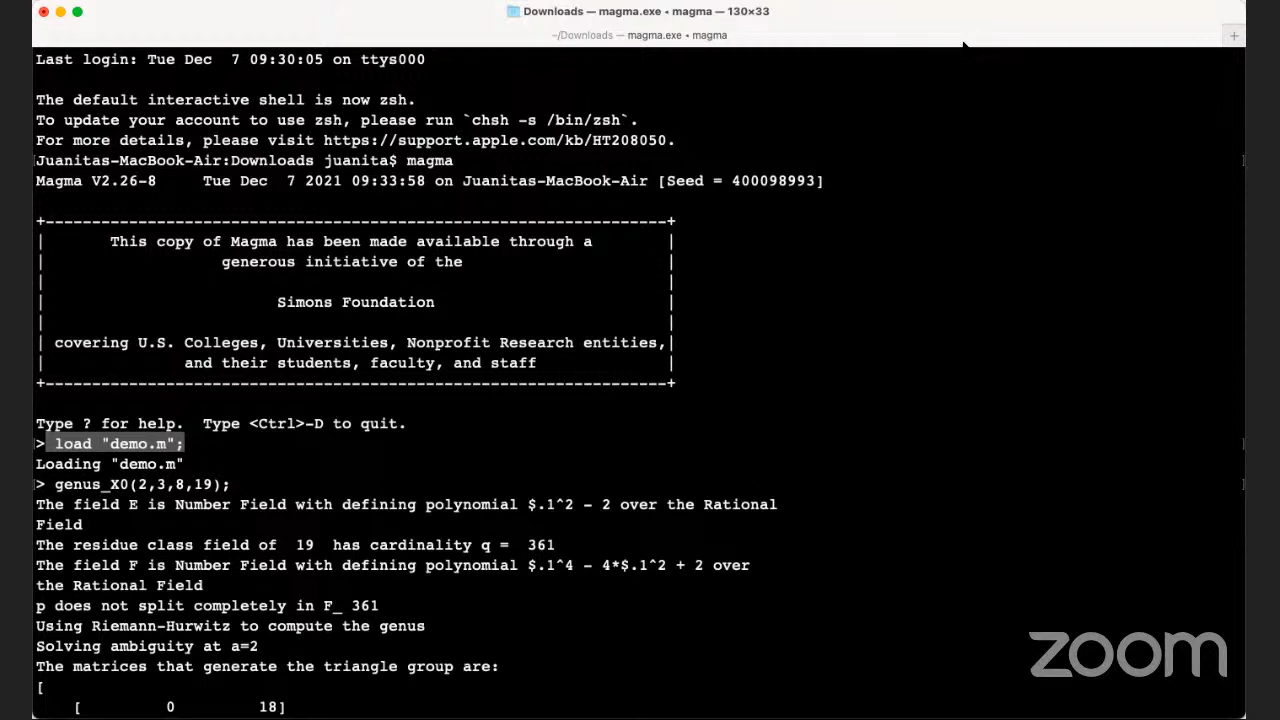 Downloads — magma.exe • magma — 130×33
~/Downloads — magma.exe • magma
+
Last login: Tue Dec  7 09:30:05 on ttys000
The default interactive shell is now zsh.
To update your account to use zsh, please run `chsh -s /bin/zsh`.
For more details, please visit https://support.apple.com/kb/HT208050.
Juanitas-MacBook-Air:Downloads juanita$ magma
Magma V2.26-8     Tue Dec  7 2021 09:33:58 on Juanitas-MacBook-Air [Seed = 400098993]
+--------------------------------------------------------------------+
|       This copy of Magma has been made available through a        |
|                   generous initiative of the                      |
|                                                                   |
|                         Simons Foundation                         |
|                                                                   |
| covering U.S. Colleges, Universities, Nonprofit Research entities,|
|               and their students, faculty, and staff              |
+--------------------------------------------------------------------+
Type ? for help.  Type <Ctrl>-D to quit.
> load "demo.m";
Loading "demo.m"
> genus_X0(2,3,8,19);
The field E is Number Field with defining polynomial $.1^2 - 2 over the Rational
Field
The residue class field of  19  has cardinality q =  361
The field F is Number Field with defining polynomial $.1^4 - 4*$.1^2 + 2 over
the Rational Field
p does not split completely in F_ 361
Using Riemann-Hurwitz to compute the genus
Solving ambiguity at a=2
The matrices that generate the triangle group are:
[
    [         0         18]
zoom